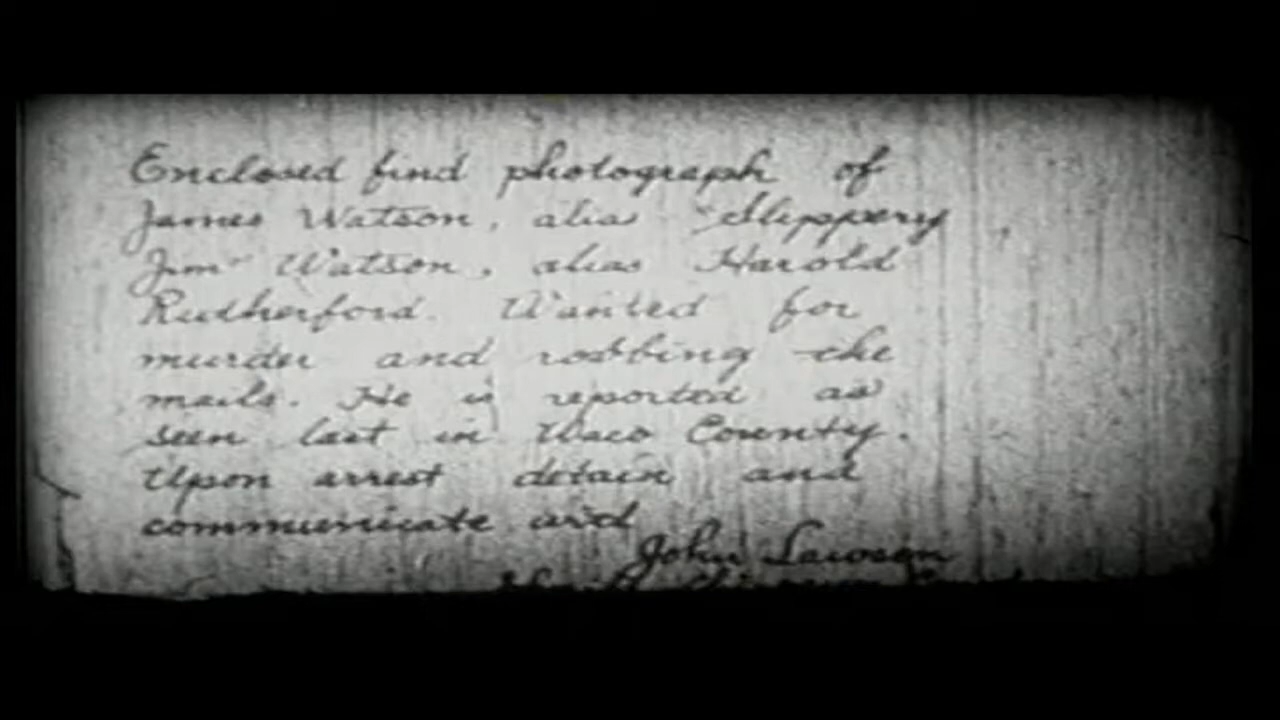 Enclosed find photograph of
James Watson, alias "Slippery
Jim" Watson, alias Harold
Rutherford. Wanted for
murder and robbing the
mails. He is reported as
seen last in Waco County.
Upon arrest detain and
communicate with
John Lawson